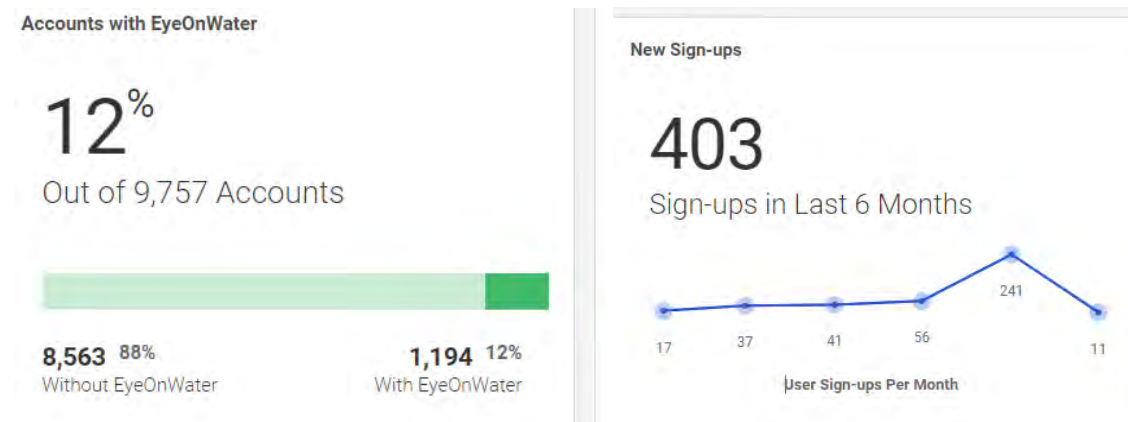 Accounts with EyeOnWater
12%
Out of 9,757 Accounts
8,563 88%
Without EyeOnWater
1,194 12%
With EyeOnWater
New Sign-ups
403
Sign-ups in Last 6 Months
17 37 41 56 241 11
User Sign-ups Per Month